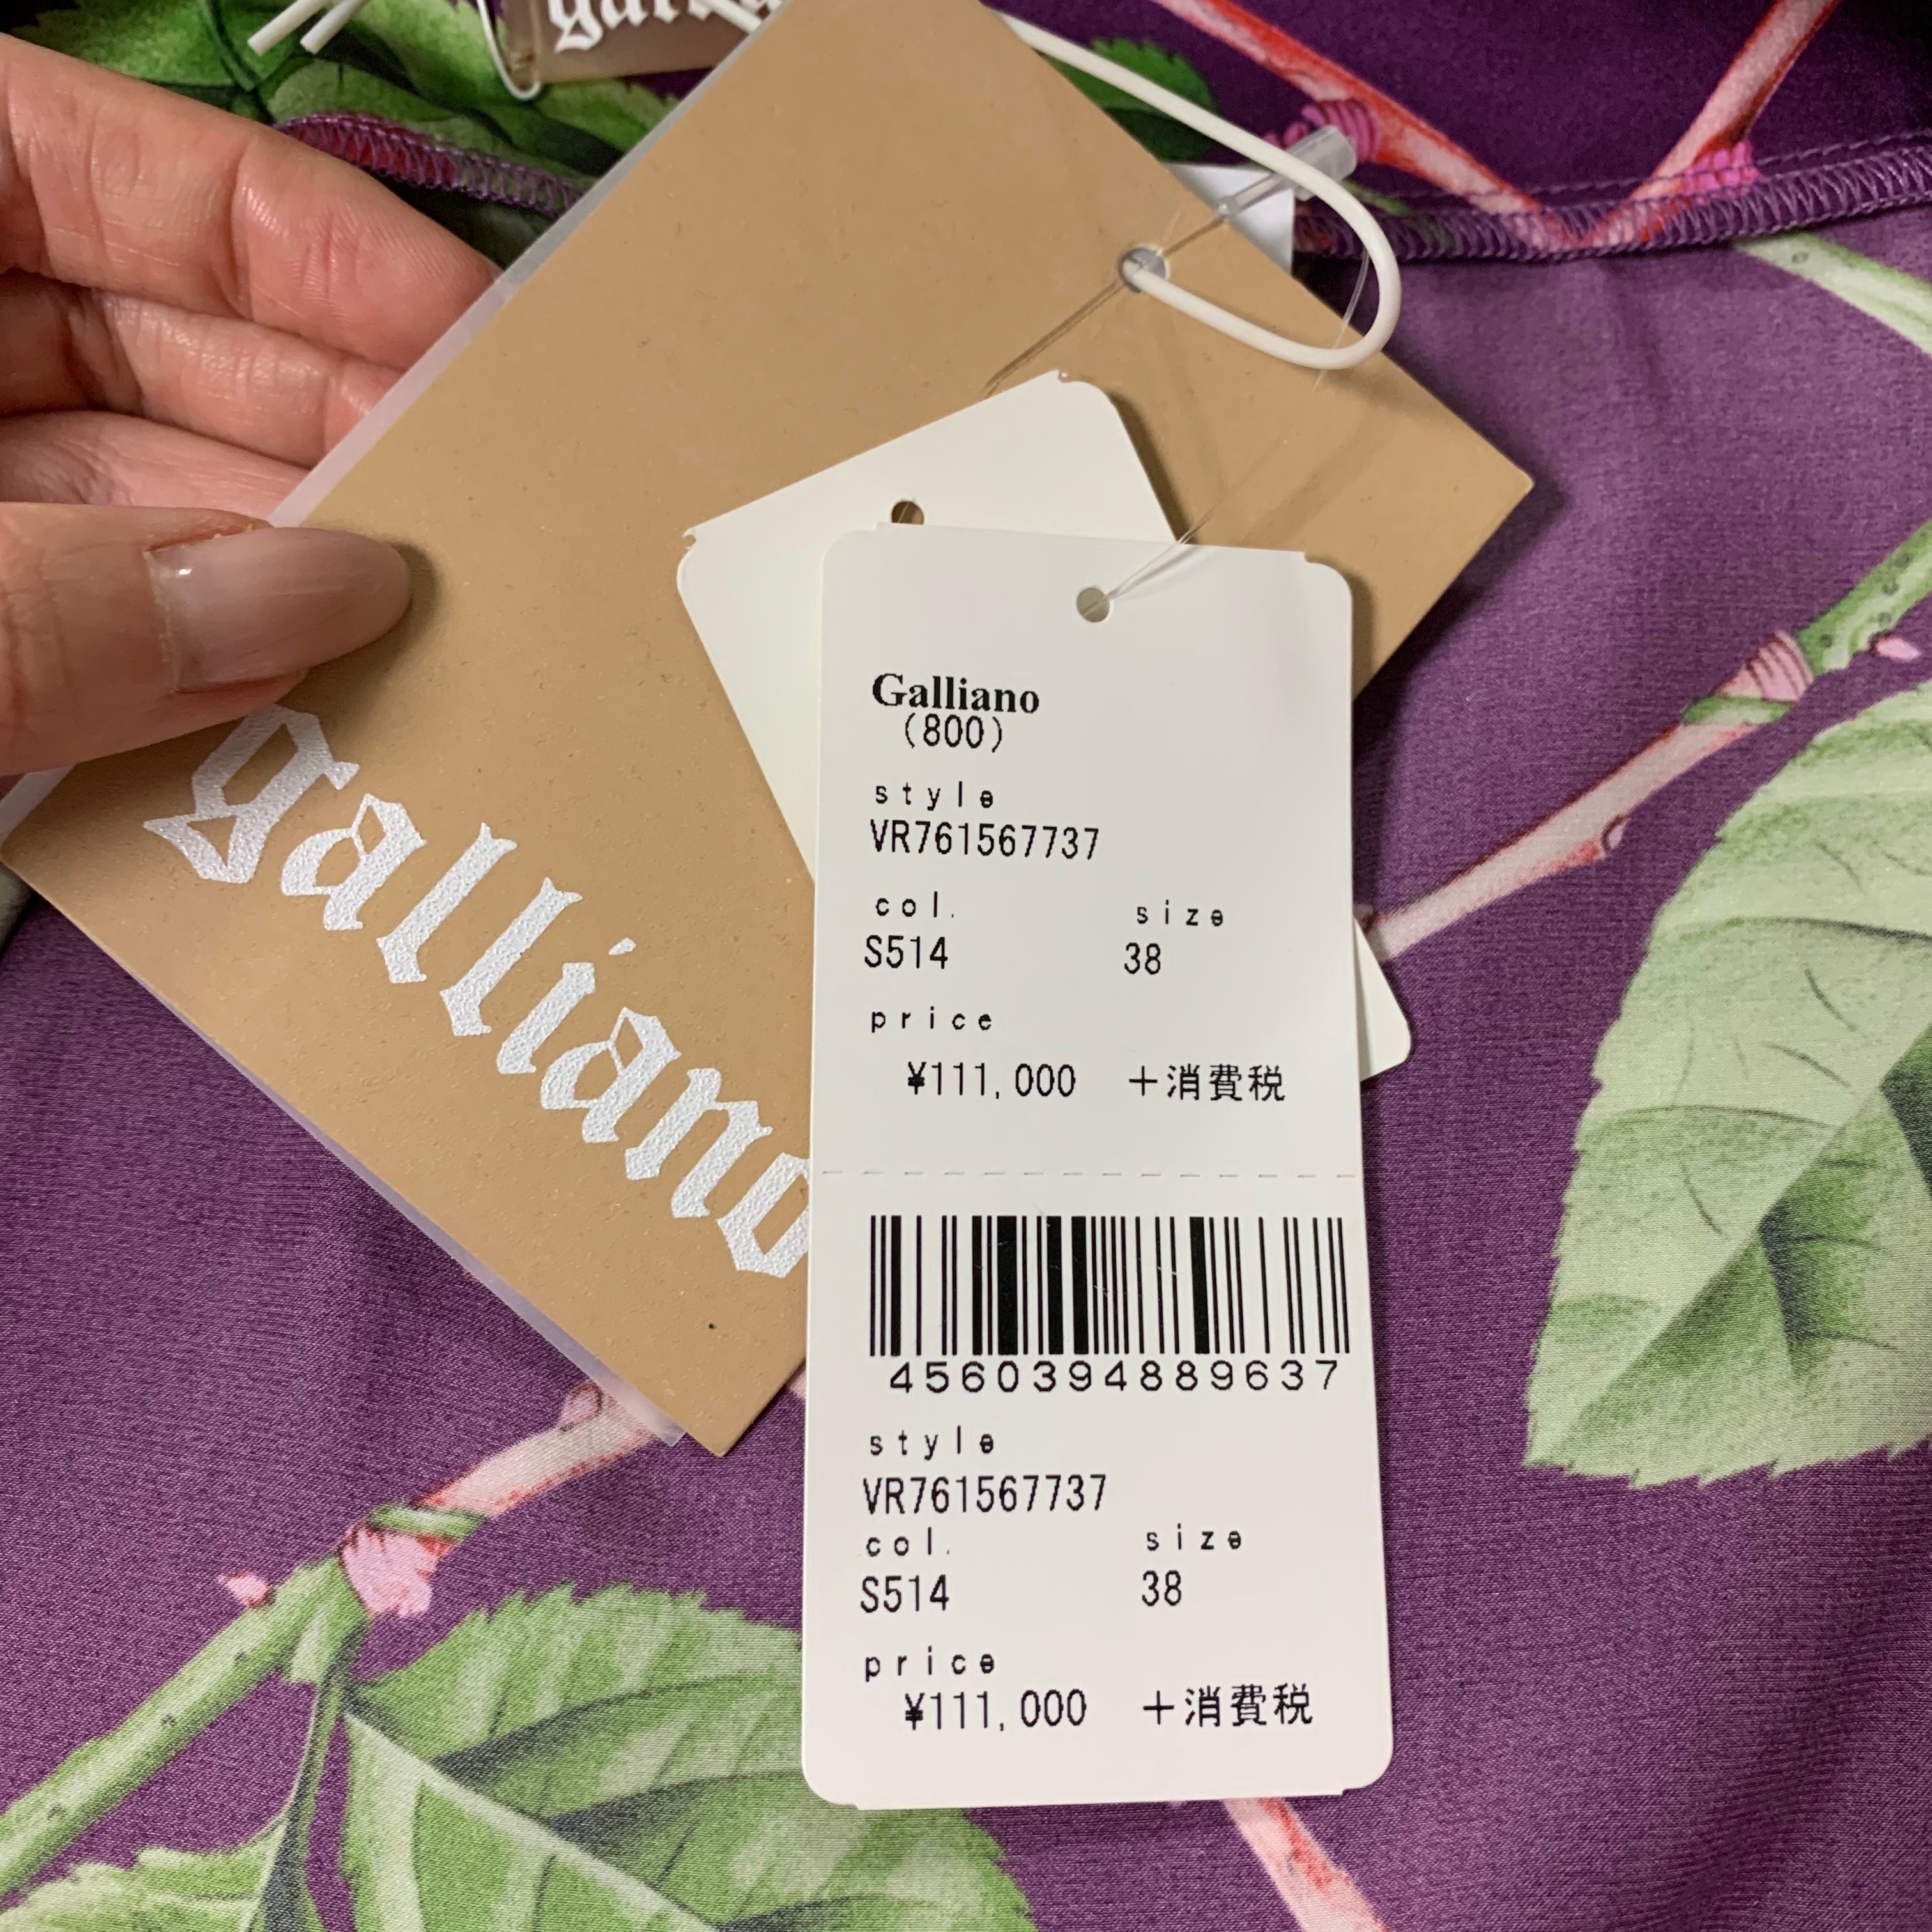 galliano
Galliano
(800)
style
VR761567737
col. size
S514 38
price
¥111,000 +消費税
4560394889637
style
VR761567737
col. size
S514 38
price
¥111,000 +消費税